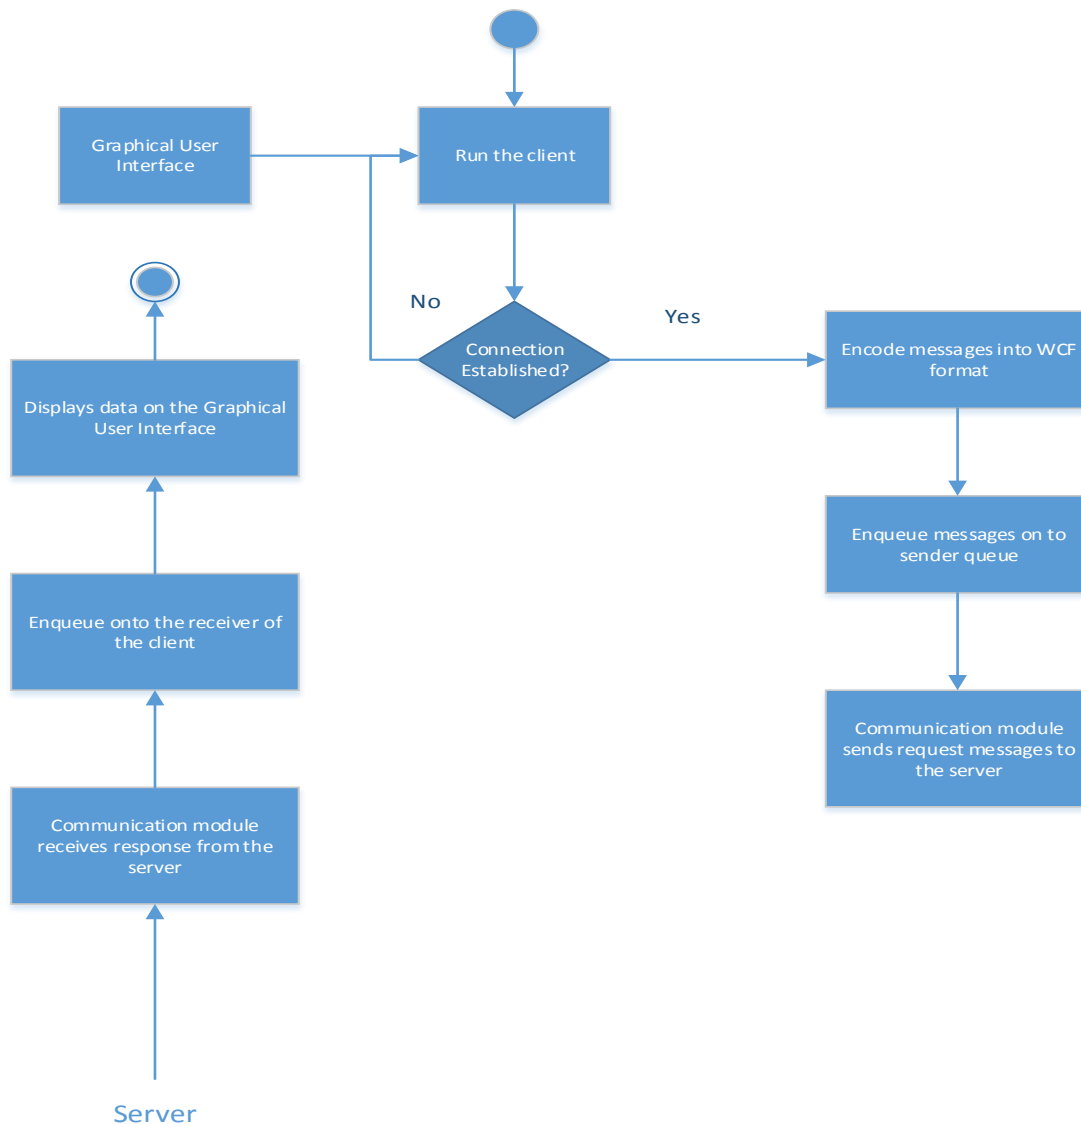 Graphical User
Interface
Run the client
No
Yes
Connection
Established?
Encode messages into WCF
format
Displays data on the Graphical
User Interface
Enqueue messages on to
sender queue
Enqueue onto the receiver of
the client
Communication module
sends request messages to
the server
Communication module
receives response from the
server
Server